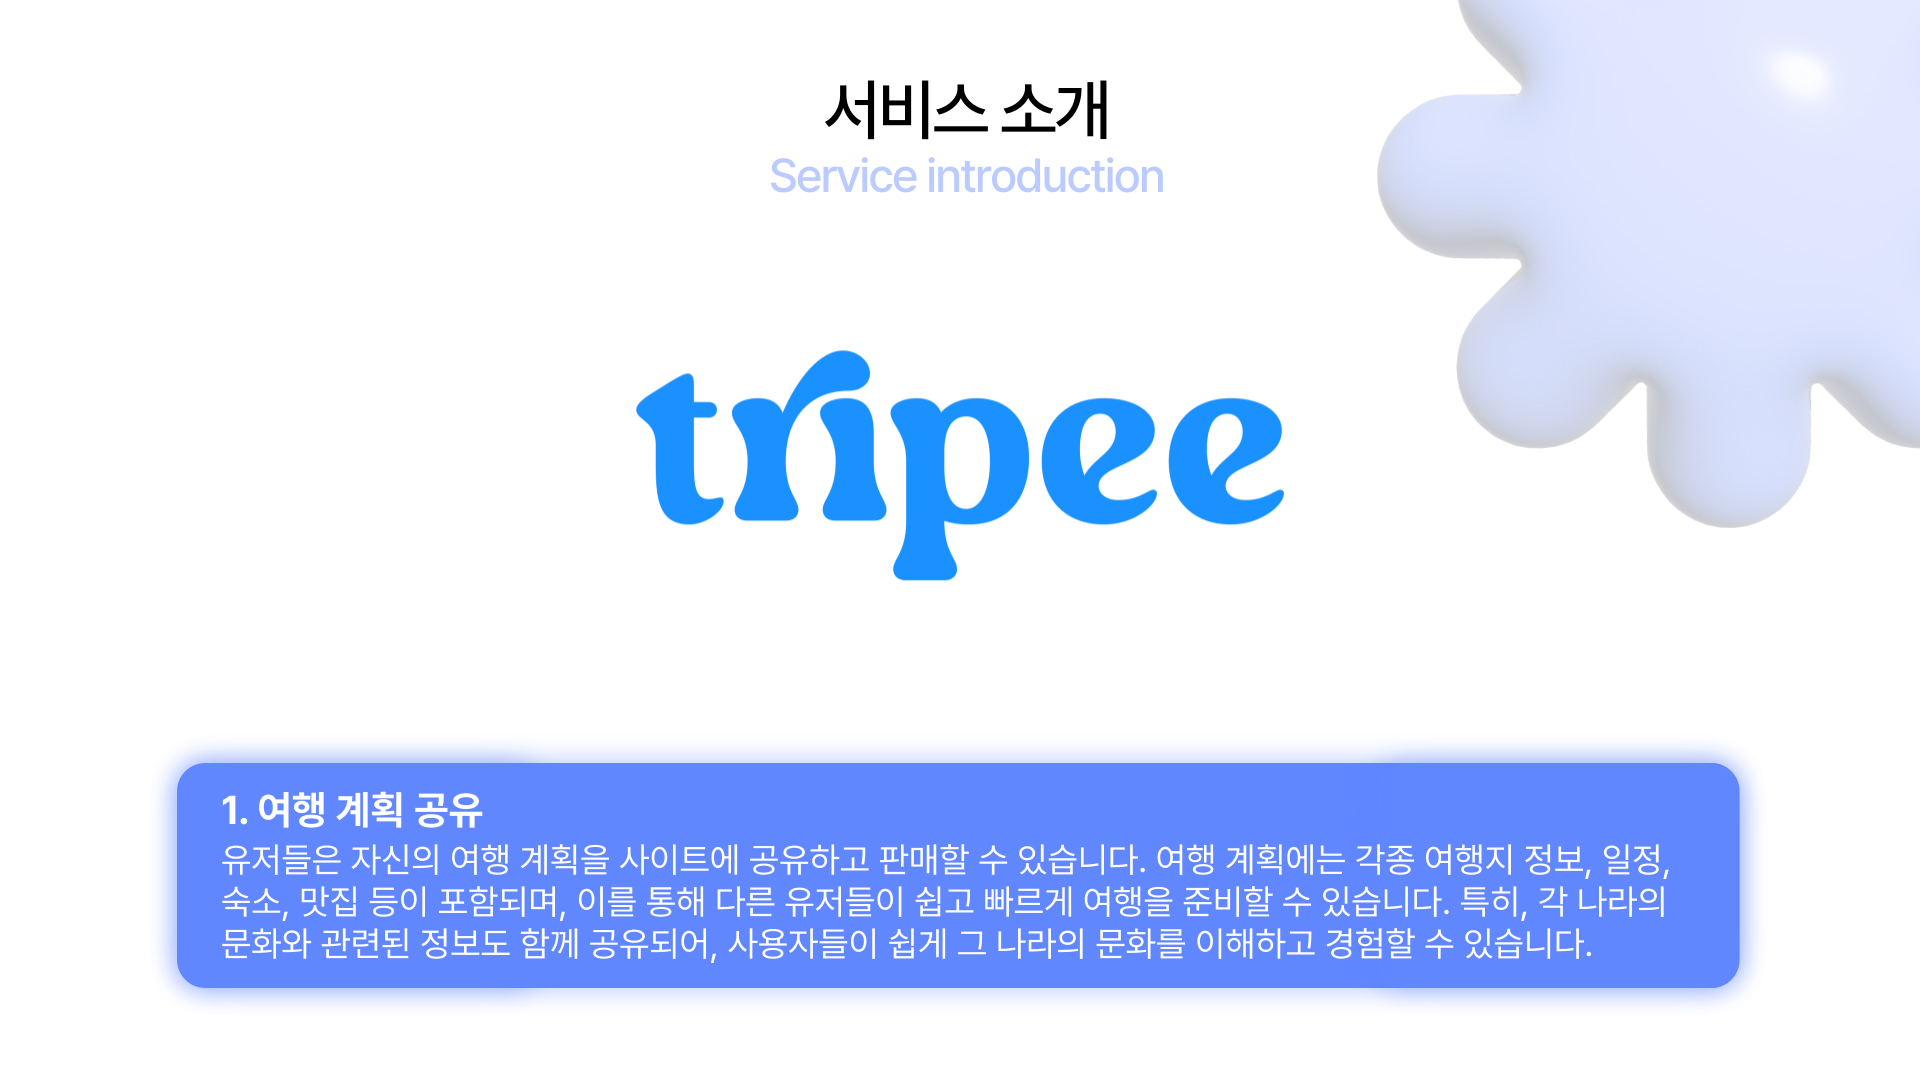 서비스 소개
Service introduction
tripee
1. 여행 계획 공유
유저들은 자신의 여행 계획을 사이트에 공유하고 판매할 수 있습니다. 여행 계획에는 각종 여행지 정보, 일정,
숙소, 맛집 등이 포함되며, 이를 통해 다른 유저들이 쉽고 빠르게 여행을 준비할 수 있습니다. 특히, 각 나라의
문화와 관련된 정보도 함께 공유되어, 사용자들이 쉽게 그 나라의 문화를 이해하고 경험할 수 있습니다.